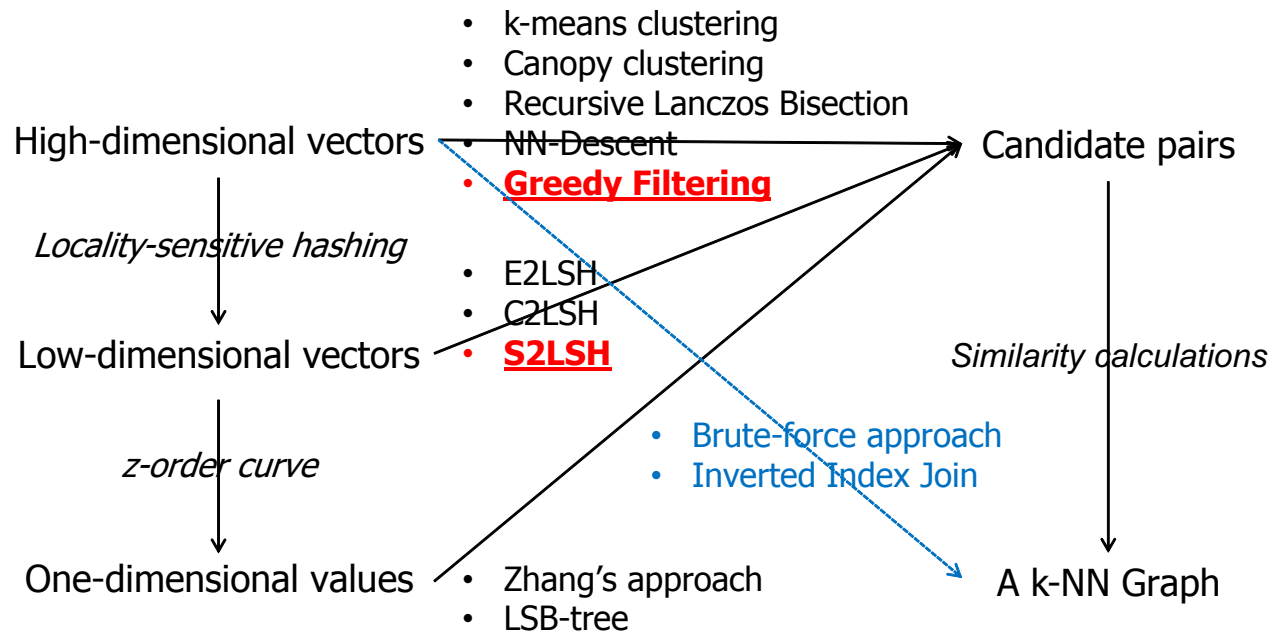 • k-means clustering
• Canopy clustering
• Recursive Lanczos Bisection
• NN-Descent
• Greedy Filtering
High-dimensional vectors
Candidate pairs
Locality-sensitive hashing
• E2LSH
• C2LSH
• S2LSH
Low-dimensional vectors
Similarity calculations
• Brute-force approach
• Inverted Index Join
z-order curve
One-dimensional values
• Zhang’s approach
• LSB-tree
A k-NN Graph